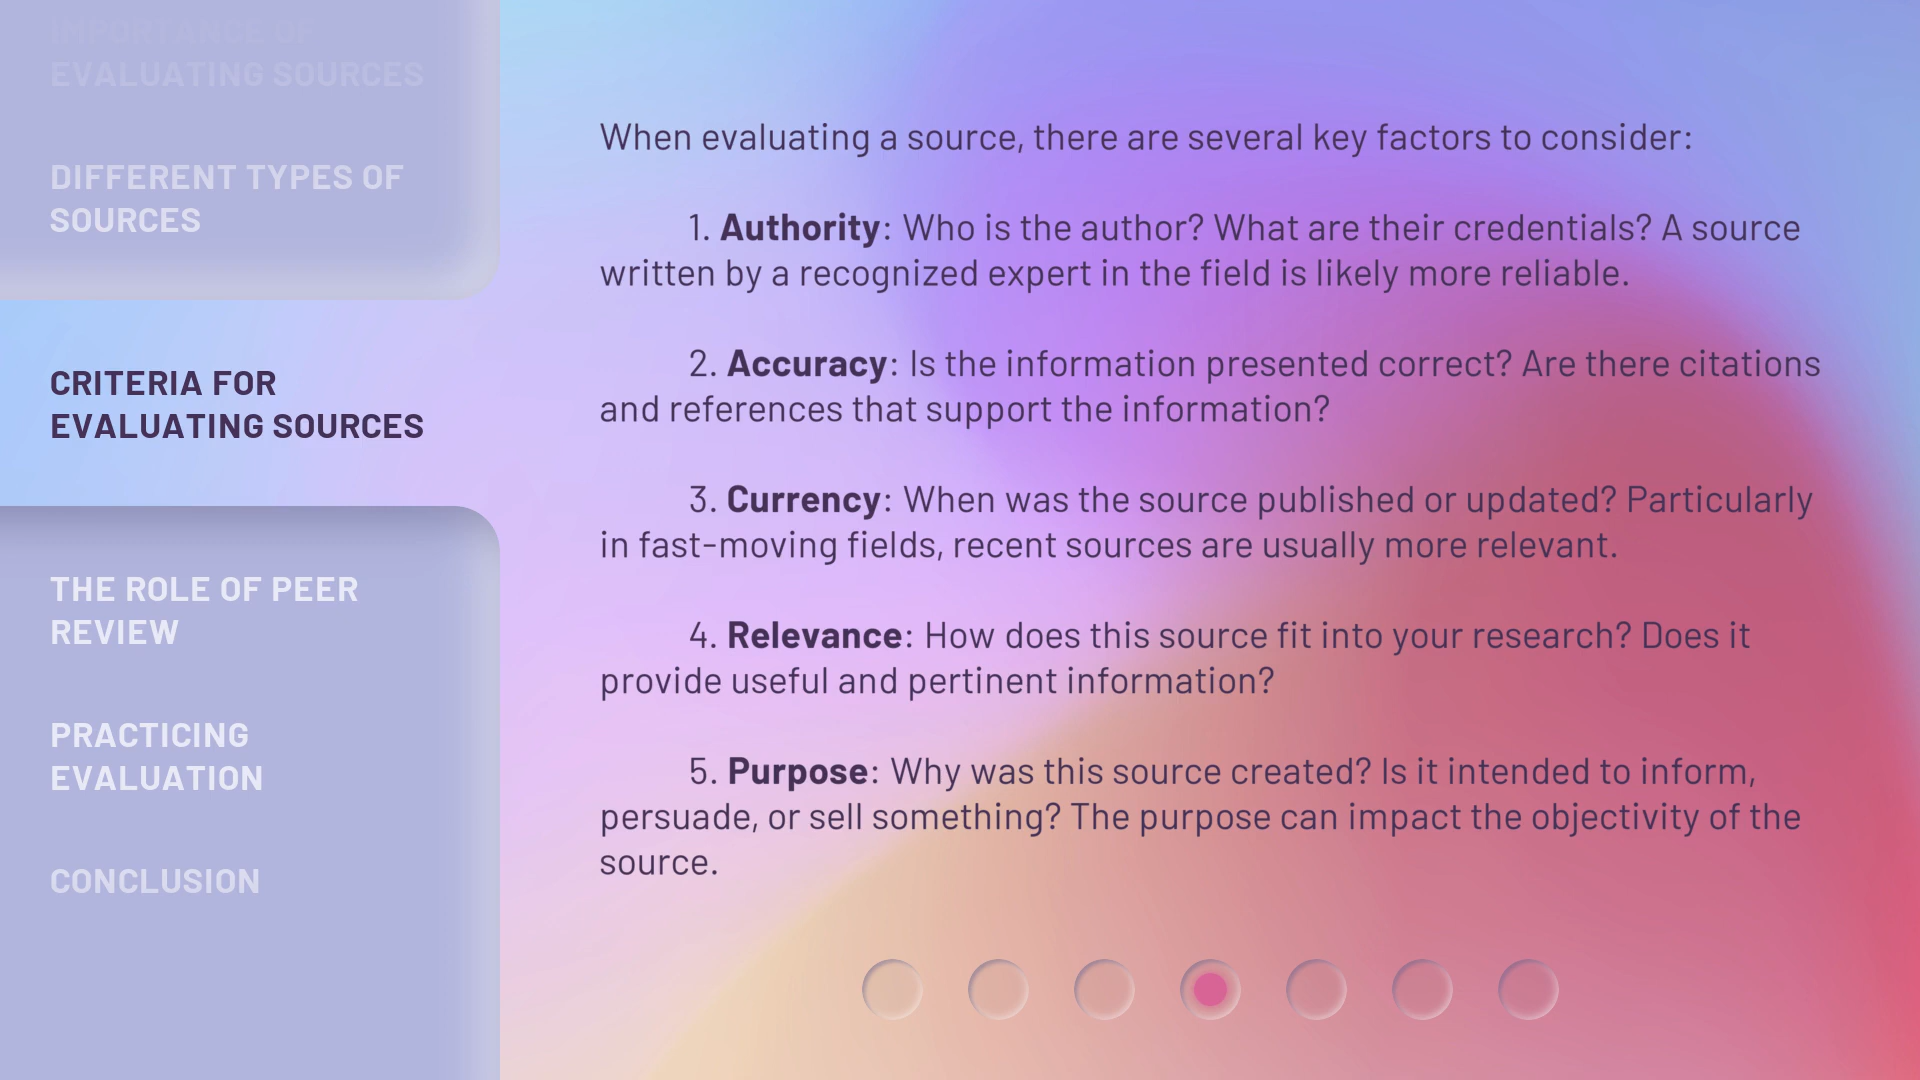 IMPORTANCE OF
EVALUATING SOURCES
DIFFERENT TYPES OF
SOURCES
CRITERIA FOR
EVALUATING SOURCES
THE ROLE OF PEER
REVIEW
PRACTICING
EVALUATION
CONCLUSION
When evaluating a source, there are several key factors to consider:
1. Authority: Who is the author? What are their credentials? A source
written by a recognized expert in the field is likely more reliable.
2. Accuracy: Is the information presented correct? Are there citations
and references that support the information?
3. Currency: When was the source published or updated? Particularly
in fast-moving fields, recent sources are usually more relevant.
4. Relevance: How does this source fit into your research? Does it
provide useful and pertinent information?
5. Purpose: Why was this source created? Is it intended to inform,
persuade, or sell something? The purpose can impact the objectivity of the
source.